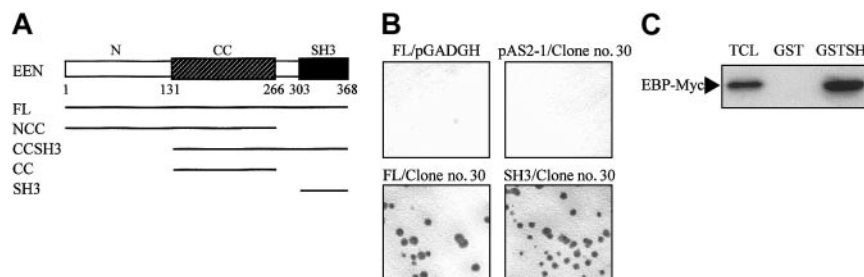 A
N CC SH3
EEN
1 131 266 303 368
FL
NCC
CCSH3
CC
SH3
B
FL/pGADGH pAS2-1/Clone no. 30
FL/Clone no. 30 SH3/Clone no. 30
C
TCL GST GSTSH
EBP-Myc